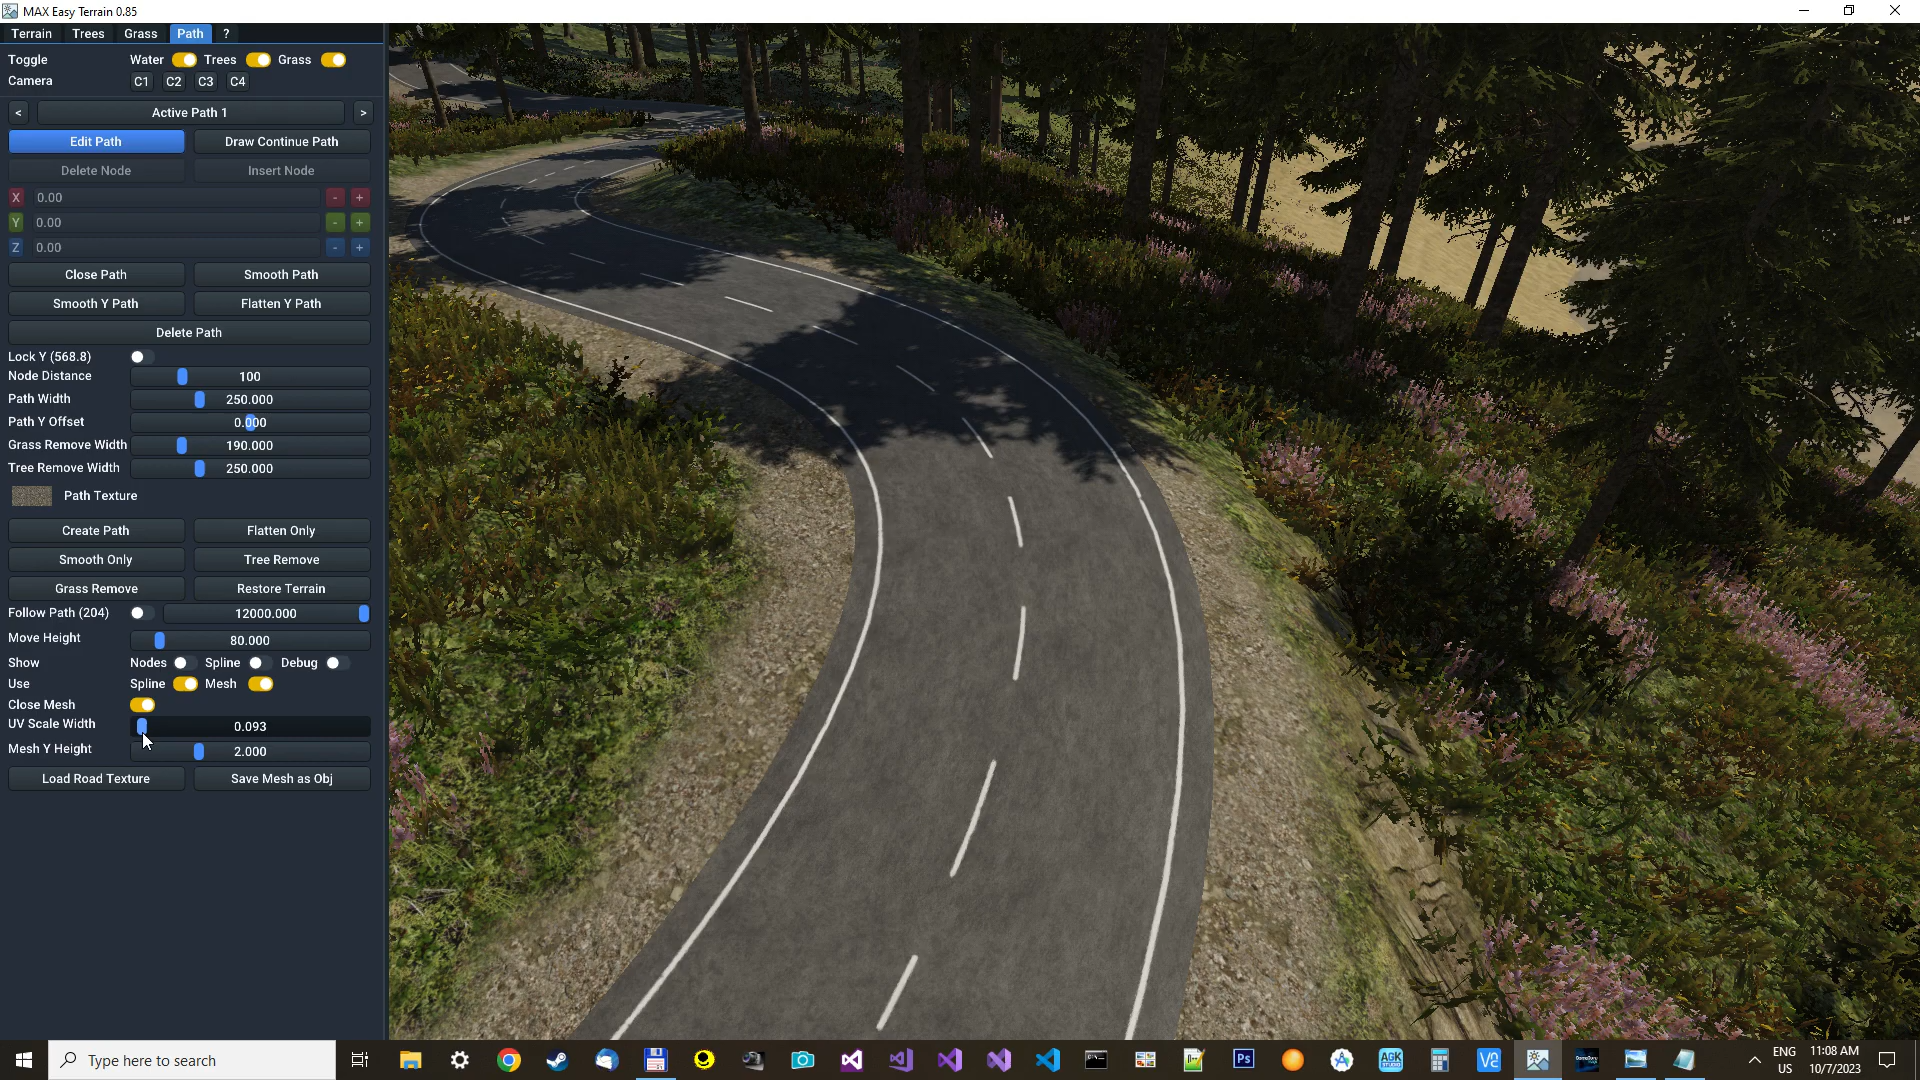 MAX Easy Terrain 0.85
Terrain Trees Grass Path ?
Toggle Water Trees Grass
Camera C1 C2 C3 C4
< Active Path 1 >
Edit Path Draw Continue Path
Delete Node Insert Node
X 0.00 - +
Y 0.00 - +
Z 0.00 - +
Close Path Smooth Path
Smooth Y Path Flatten Y Path
Delete Path
Lock Y (568.8)
Node Distance 100
Path Width 250.000
Path Y Offset 0.000
Grass Remove Width 190.000
Tree Remove Width 250.000
Path Texture
Create Path Flatten Only
Smooth Only Tree Remove
Grass Remove Restore Terrain
Follow Path (204) 12000.000
Move Height 80.000
Show Nodes Spline Debug
Use Spline Mesh
Close Mesh
UV Scale Width 0.093
Mesh Y Height 2.000
Load Road Texture Save Mesh as Obj
Type here to search
Ps
AGK
ENG 11:08 AM
US 10/7/2023